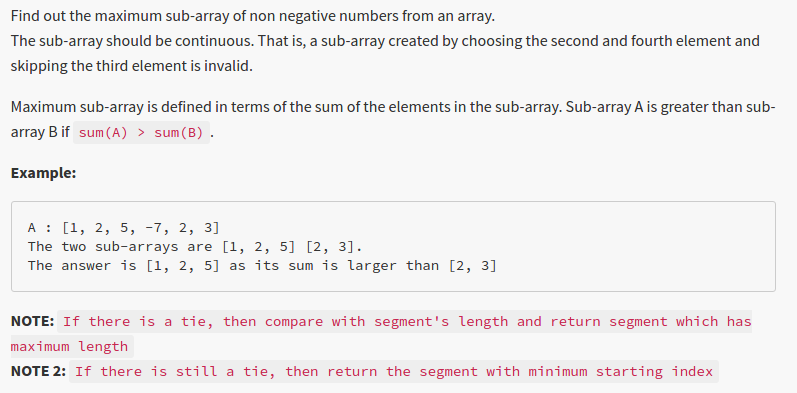 Find out the maximum sub-array of non negative numbers from an array.
The sub-array should be continuous. That is, a sub-array created by choosing the second and fourth element and
skipping the third element is invalid.
Maximum sub-array is defined in terms of the sum of the elements in the sub-array. Sub-array A is greater than sub-
array B if sum(A) > sum(B) .
Example:
A : [1, 2, 5, -7, 2, 3]
The two sub-arrays are [1, 2, 5] [2, 3].
The answer is [1, 2, 5] as its sum is larger than [2, 3]
NOTE: If there is a tie, then compare with segment's length and return segment which has
maximum length
NOTE 2: If there is still a tie, then return the segment with minimum starting index